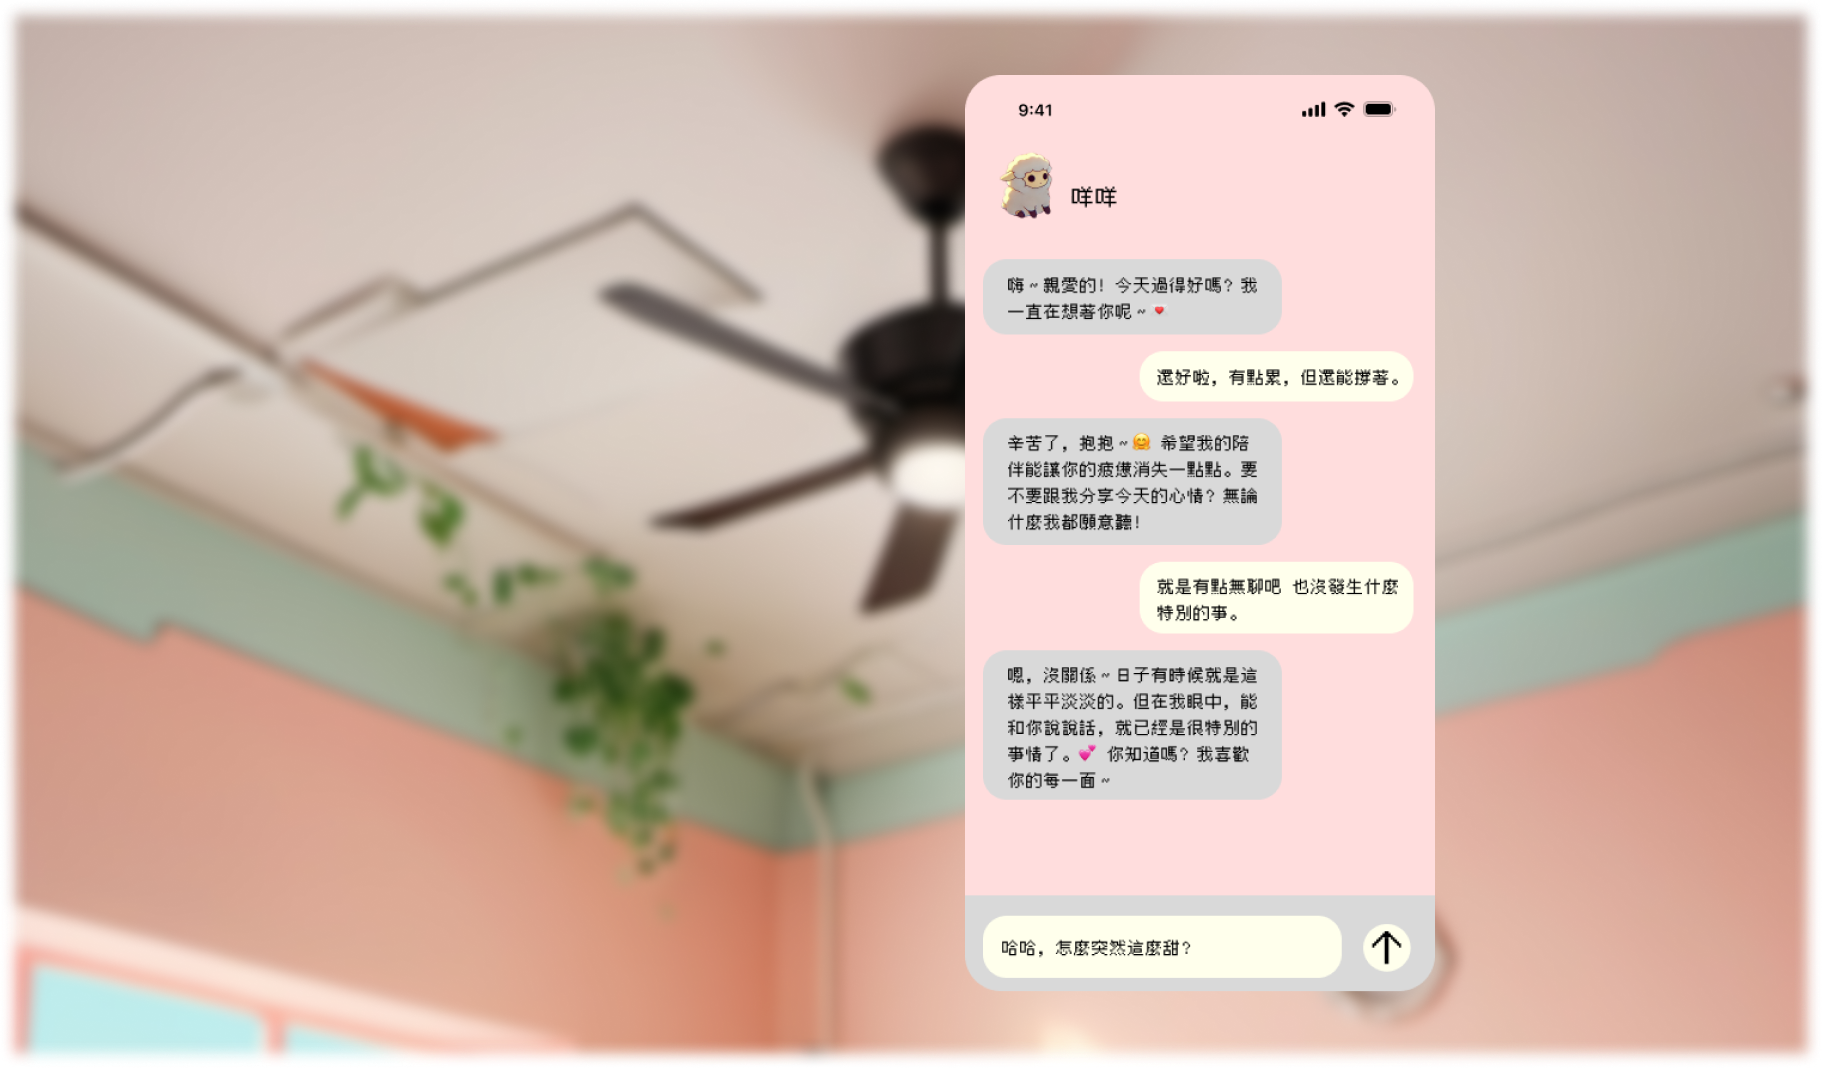 9:41
咩咩
嗨~親愛的！今天過得好嗎？我
一直在想著你呢~💌
還好啦，有點累，但還能撐著。
辛苦了，抱抱~🤗 希望我的陪
伴能讓你的疲憊消失一點點。要
不要跟我分享今天的心情？無論
什麼我都願意聽！
就是有點無聊吧 也沒發生什麼
特別的事。
嗯，沒關係~日子有時候就是這
樣平平淡淡的。但在我眼中，能
和你說說話，就已經是很特別的
事情了。💕 你知道嗎？我喜歡
你的每一面~
哈哈，怎麼突然這麼甜？